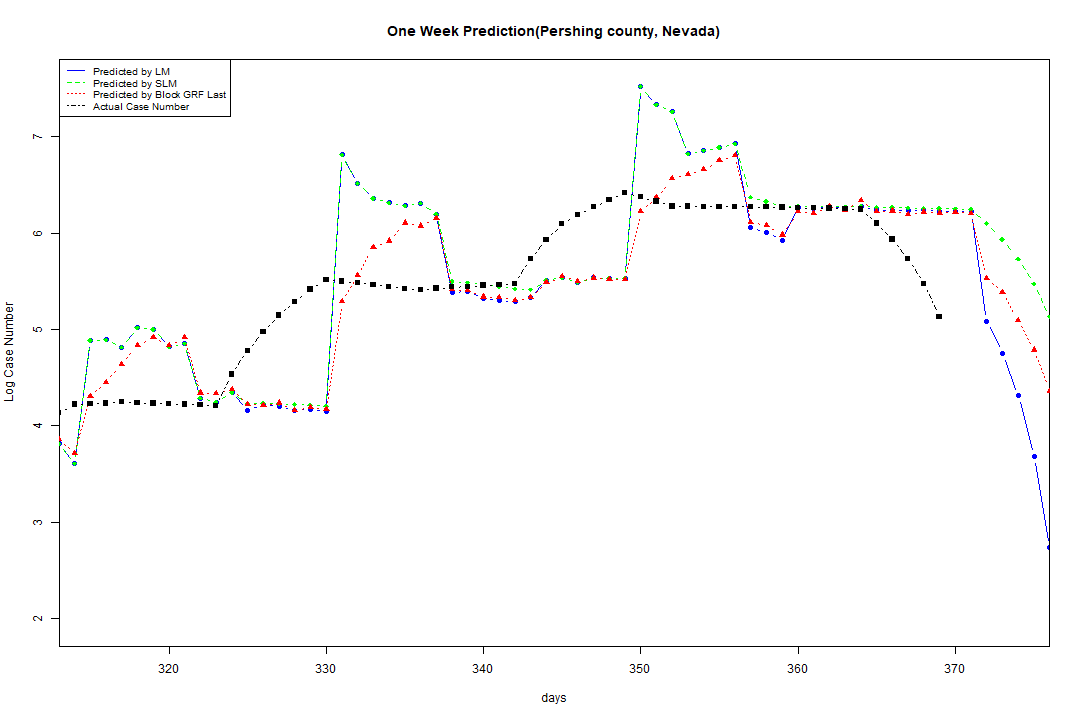 One Week Prediction(Pershing county, Nevada)
Predicted by LM
Predicted by SLM
Predicted by Block GRF Last
Actual Case Number
7
6
5
4
3
2
Log Case Number
320 330 340 350 360 370
days